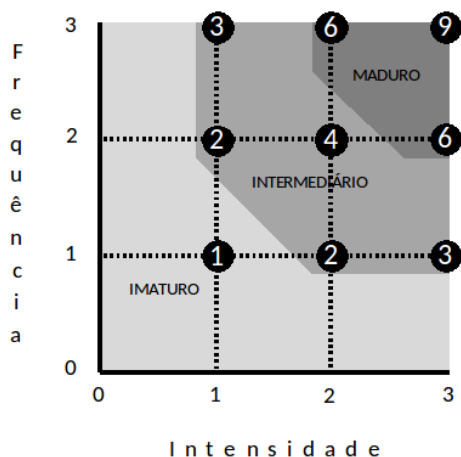 3 3 6 9
MADURO
2 2 4 6
INTERMEDIÁRIO
1 1 2 3
IMATURO
0
0 1 2 3
Frequência
Intensidade